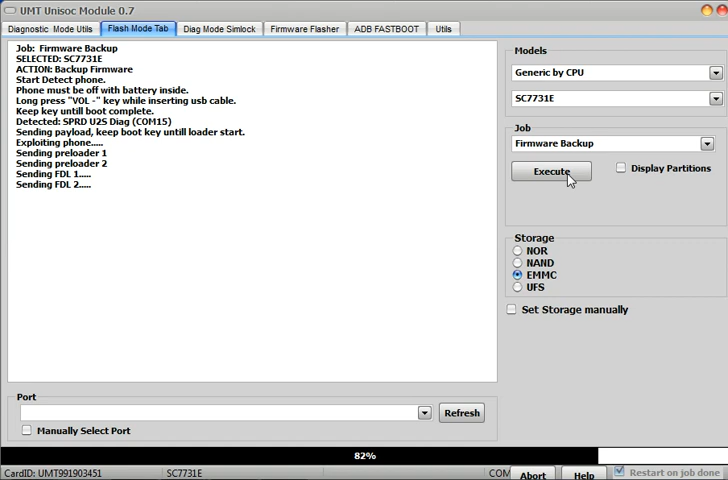 UMT Unisoc Module 0.7
Diagnostic Mode Utils
Flash Mode Tab
Diag Mode Simlock
Firmware Flasher
ADB FASTBOOT
Utils
Job: Firmware Backup
SELECTED: SC7731E
ACTION: Backup Firmware
Start Detect phone.
Phone must be off with battery inside.
Long press "VOL -" key while inserting usb cable.
Keep key untill boot complete.
Detected: SPRD U2S Diag (COM15)
Sending payload, keep boot key untill loader start.
Exploiting phone.....
Sending preloader 1
Sending preloader 2
Sending FDL 1.....
Sending FDL 2.....
Models
Generic by CPU
SC7731E
Job
Firmware Backup
Execute
Display Partitions
Storage
NOR
NAND
EMMC
UFS
Set Storage manually
Port
Refresh
Manually Select Port
82%
CardID: UMT991903451
SC7731E
COM
Abort
Help
Restart on job done